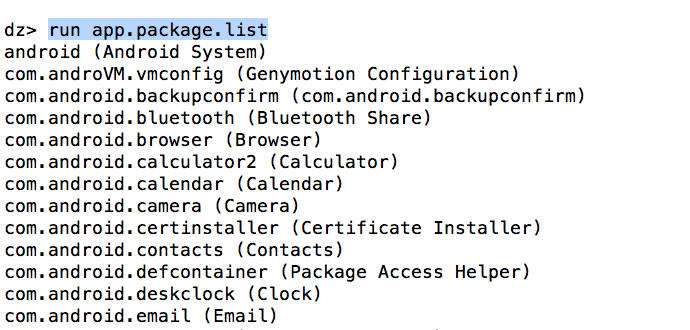 dz> run app.package.list
android (Android System)
com.androVM.vmconfig (Genymotion Configuration)
com.android.backupconfirm (com.android.backupconfirm)
com.android.bluetooth (Bluetooth Share)
com.android.browser (Browser)
com.android.calculator2 (Calculator)
com.android.calendar (Calendar)
com.android.camera (Camera)
com.android.certinstaller (Certificate Installer)
com.android.contacts (Contacts)
com.android.defcontainer (Package Access Helper)
com.android.deskclock (Clock)
com.android.email (Email)